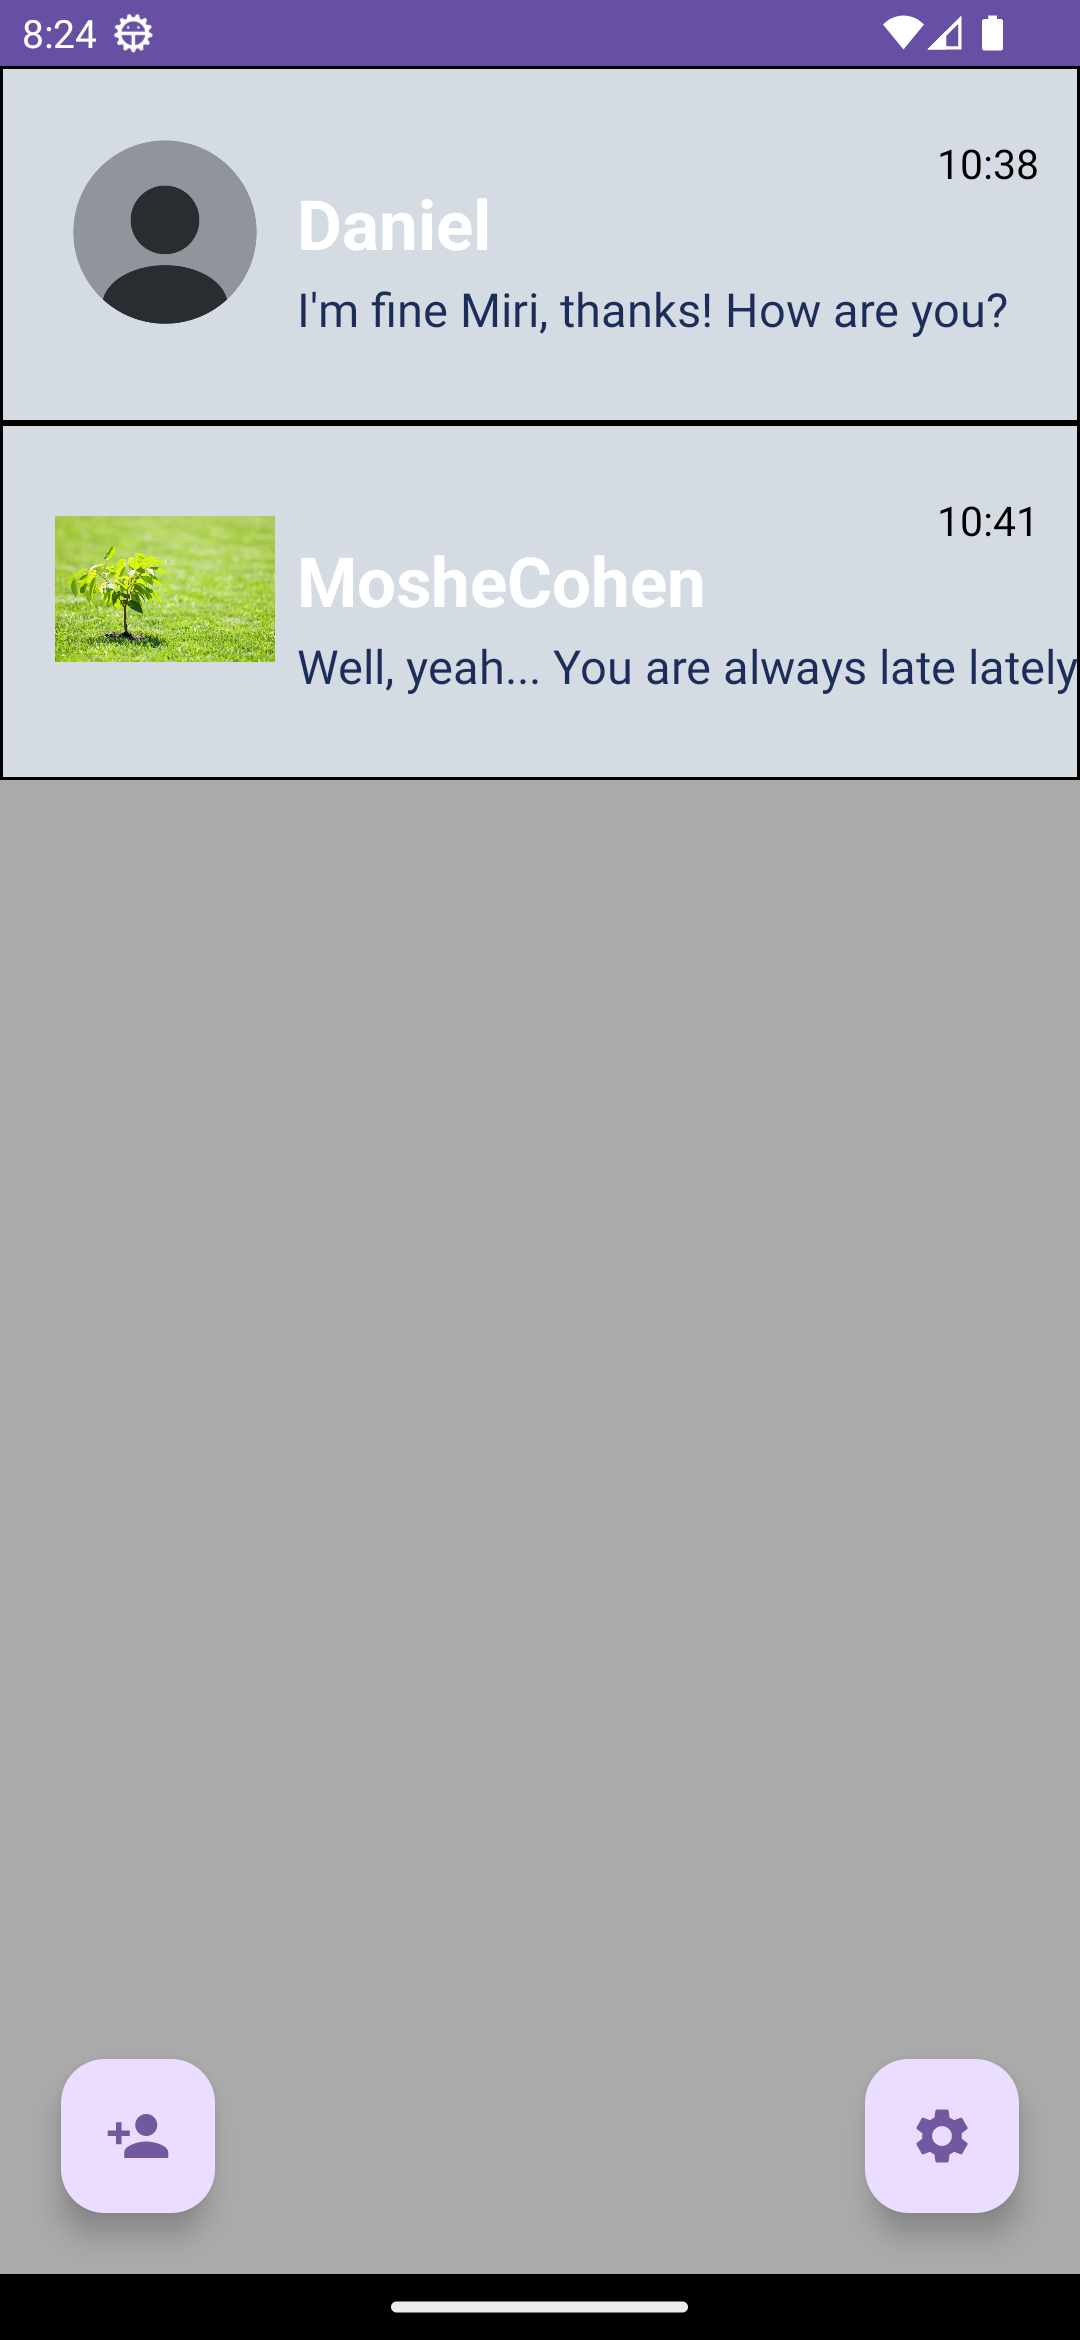 8:24
10:38
Daniel
I'm fine Miri, thanks! How are you?
10:41
MosheCohen
Well, yeah... You are always late lately